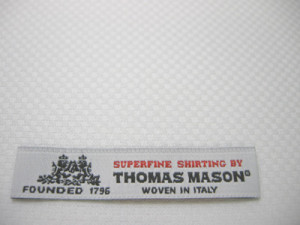 SUPERFINE SHIRTING BY
THOMAS MASON®
FOUNDED 1796
WOVEN IN ITALY